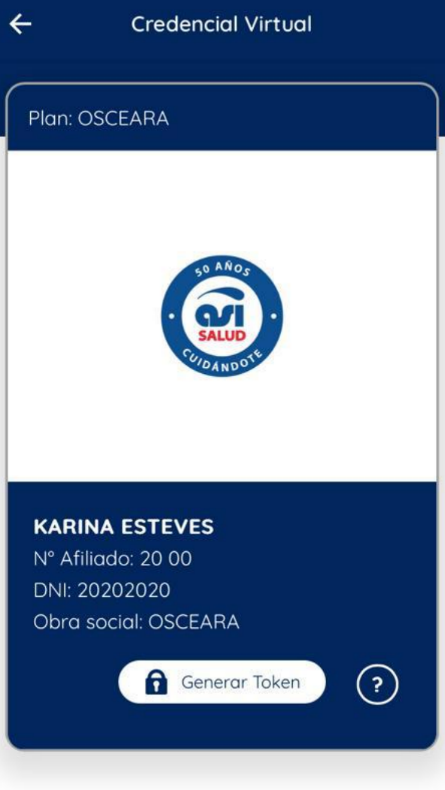 Credencial Virtual
Plan: OSCEARA
50 AÑOS
asi
SALUD
CUIDÁNDOTE
KARINA ESTEVES
N° Afiliado: 20 00
DNI: 20202020
Obra social: OSCEARA
Generar Token
?